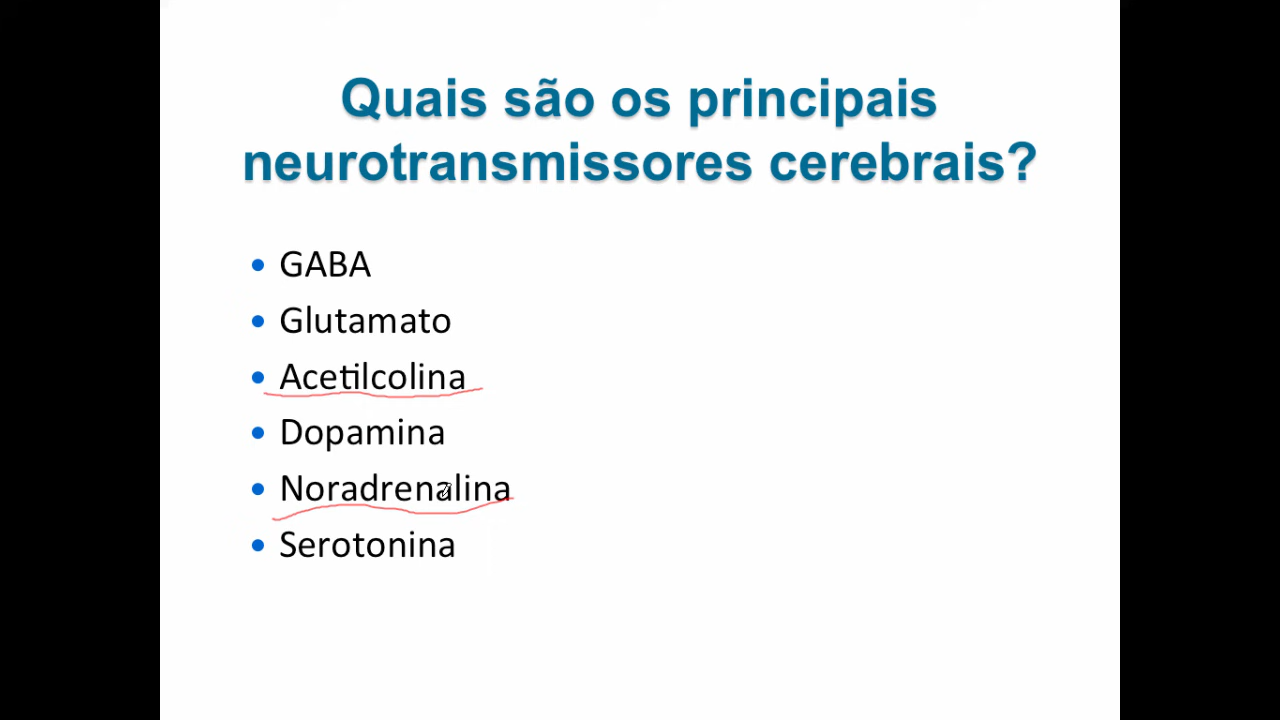 Quais são os principais
neurotransmissores cerebrais?
• GABA
• Glutamato
• Acetilcolina
• Dopamina
• Noradrenalina
• Serotonina